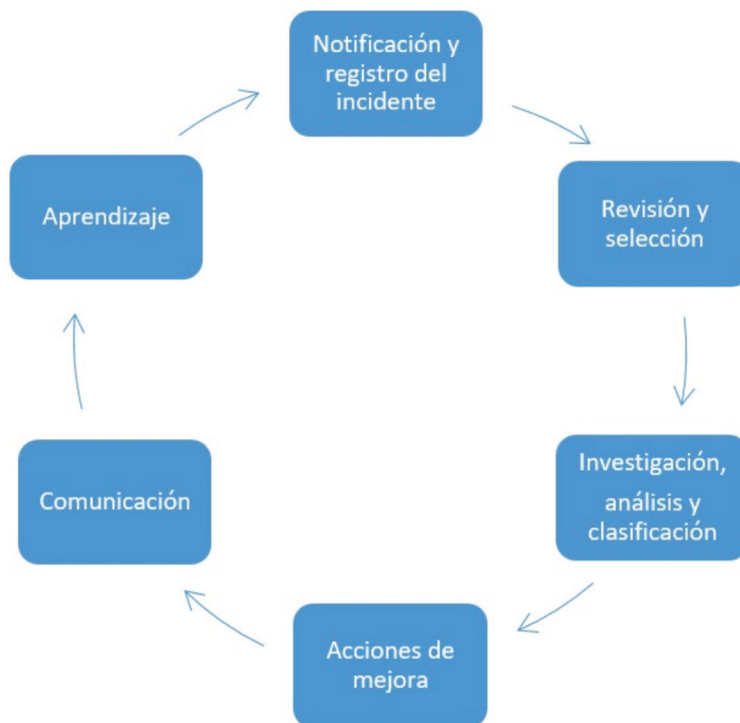 Notificación y
registro del
incidente
Revisión y
selección
Investigación,
análisis y
clasificación
Acciones de
mejora
Comunicación
Aprendizaje